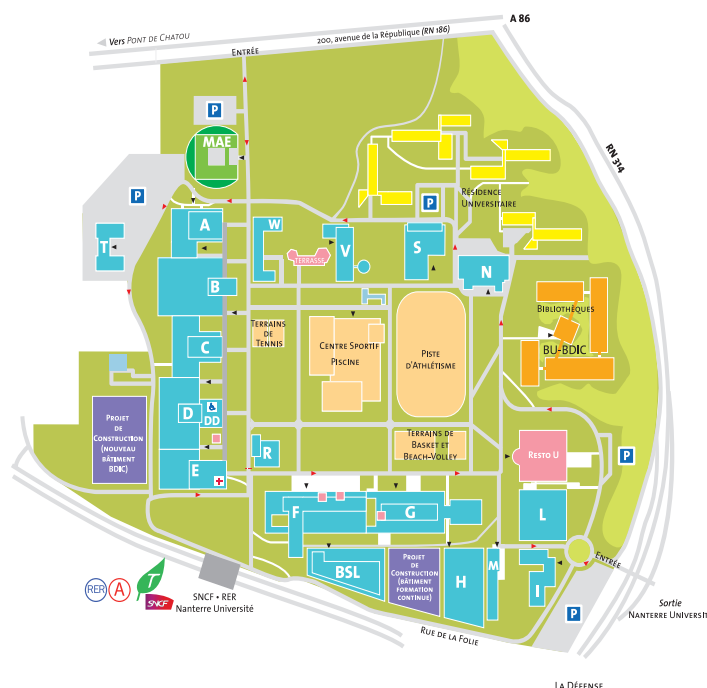 A 86
Vers PONT DE CHATOU
200, avenue de la République (RN 186)
ENTRÉE
P
MAE
RN 314
P
RÉSIDENCE
UNIVERSITAIRE
P
A
W
T
V
S
TERRASSE
N
B
BIBLIOTHÈQUES
TERRAINS
DE
TENNIS
CENTRE SPORTIF
PISCINE
PISTE
D'ATHLÉTISME
BU-BDIC
C
PROJET
DE
CONSTRUCTION
(NOUVEAU
BÂTIMENT
BDIC)
D
DD
TERRAINS DE
BASKET ET
BEACH-VOLLEY
R
RESTO U
P
E
F
G
L
ENTRÉE
BSL
PROJET
DE
CONSTRUCTION
(BÂTIMENT
FORMATION
CONTINUE)
H
M
I
RER
A
T
SNCF
SNCF • RER
Nanterre Université
P
Sortie
NANTERRE UNIVERSIT
RUE DE LA FOLIE
LA DÉFENSE